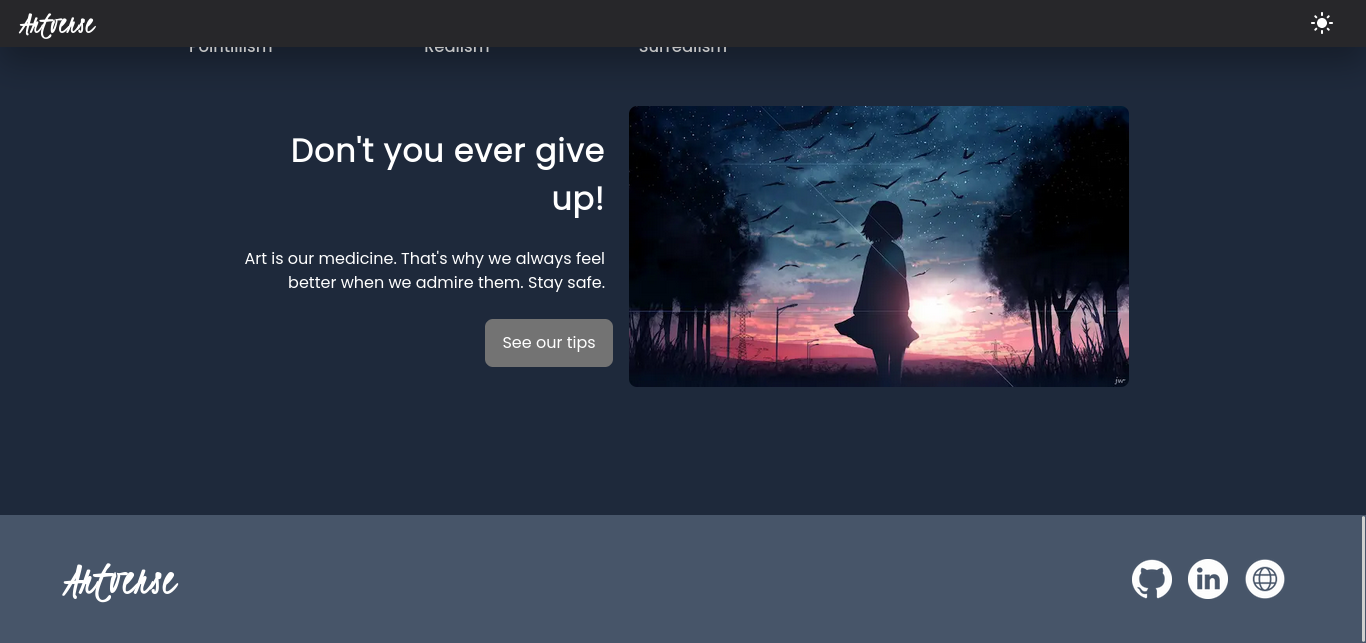 Artverse
Pointillism Realism Surrealism
Don't you ever give
up!
Art is our medicine. That's why we always feel
better when we admire them. Stay safe.
See our tips
jwr
Artverse
in